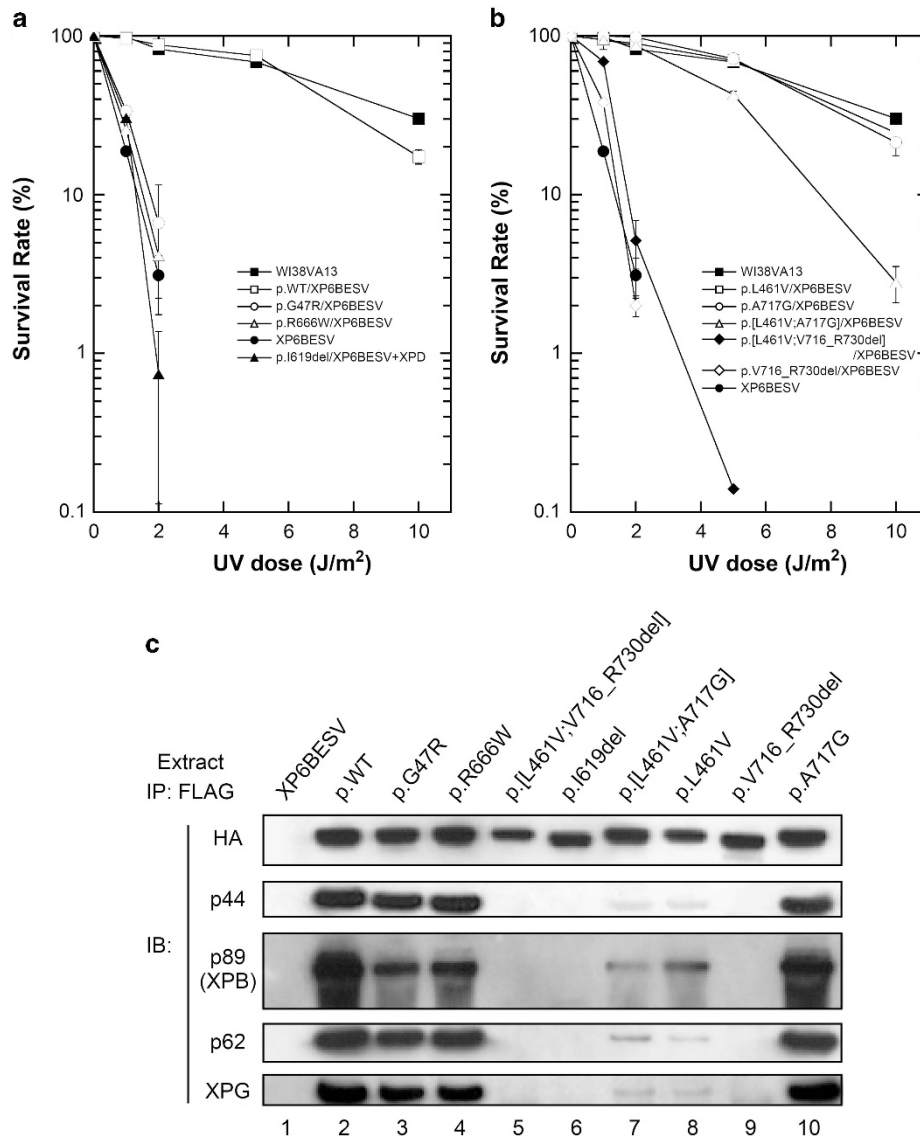 a
100
10
1
0.1
Survival Rate (%)
0 2 4 6 8 10
UV dose (J/m²)
WI38VA13
p.WT/XP6BESV
p.G47R/XP6BESV
p.R666W/XP6BESV
XP6BESV
p.I619del/XP6BESV+XPD
b
100
10
1
0.1
Survival Rate (%)
0 2 4 6 8 10
UV dose (J/m²)
WI38VA13
p.L461V/XP6BESV
p.A717G/XP6BESV
p.[L461V;A717G]/XP6BESV
p.[L461V;V716_R730del]
/XP6BESV
p.V716_R730del/XP6BESV
XP6BESV
c
Extract
XP6BESV
p.WT
p.G47R
p.R666W
p.[L461V;V716_R730del]
p.I619del
p.[L461V;A717G]
p.L461V
p.V716_R730del
p.A717G
IP: FLAG
IB:
HA
p44
p89
(XPB)
p62
XPG
1 2 3 4 5 6 7 8 9 10